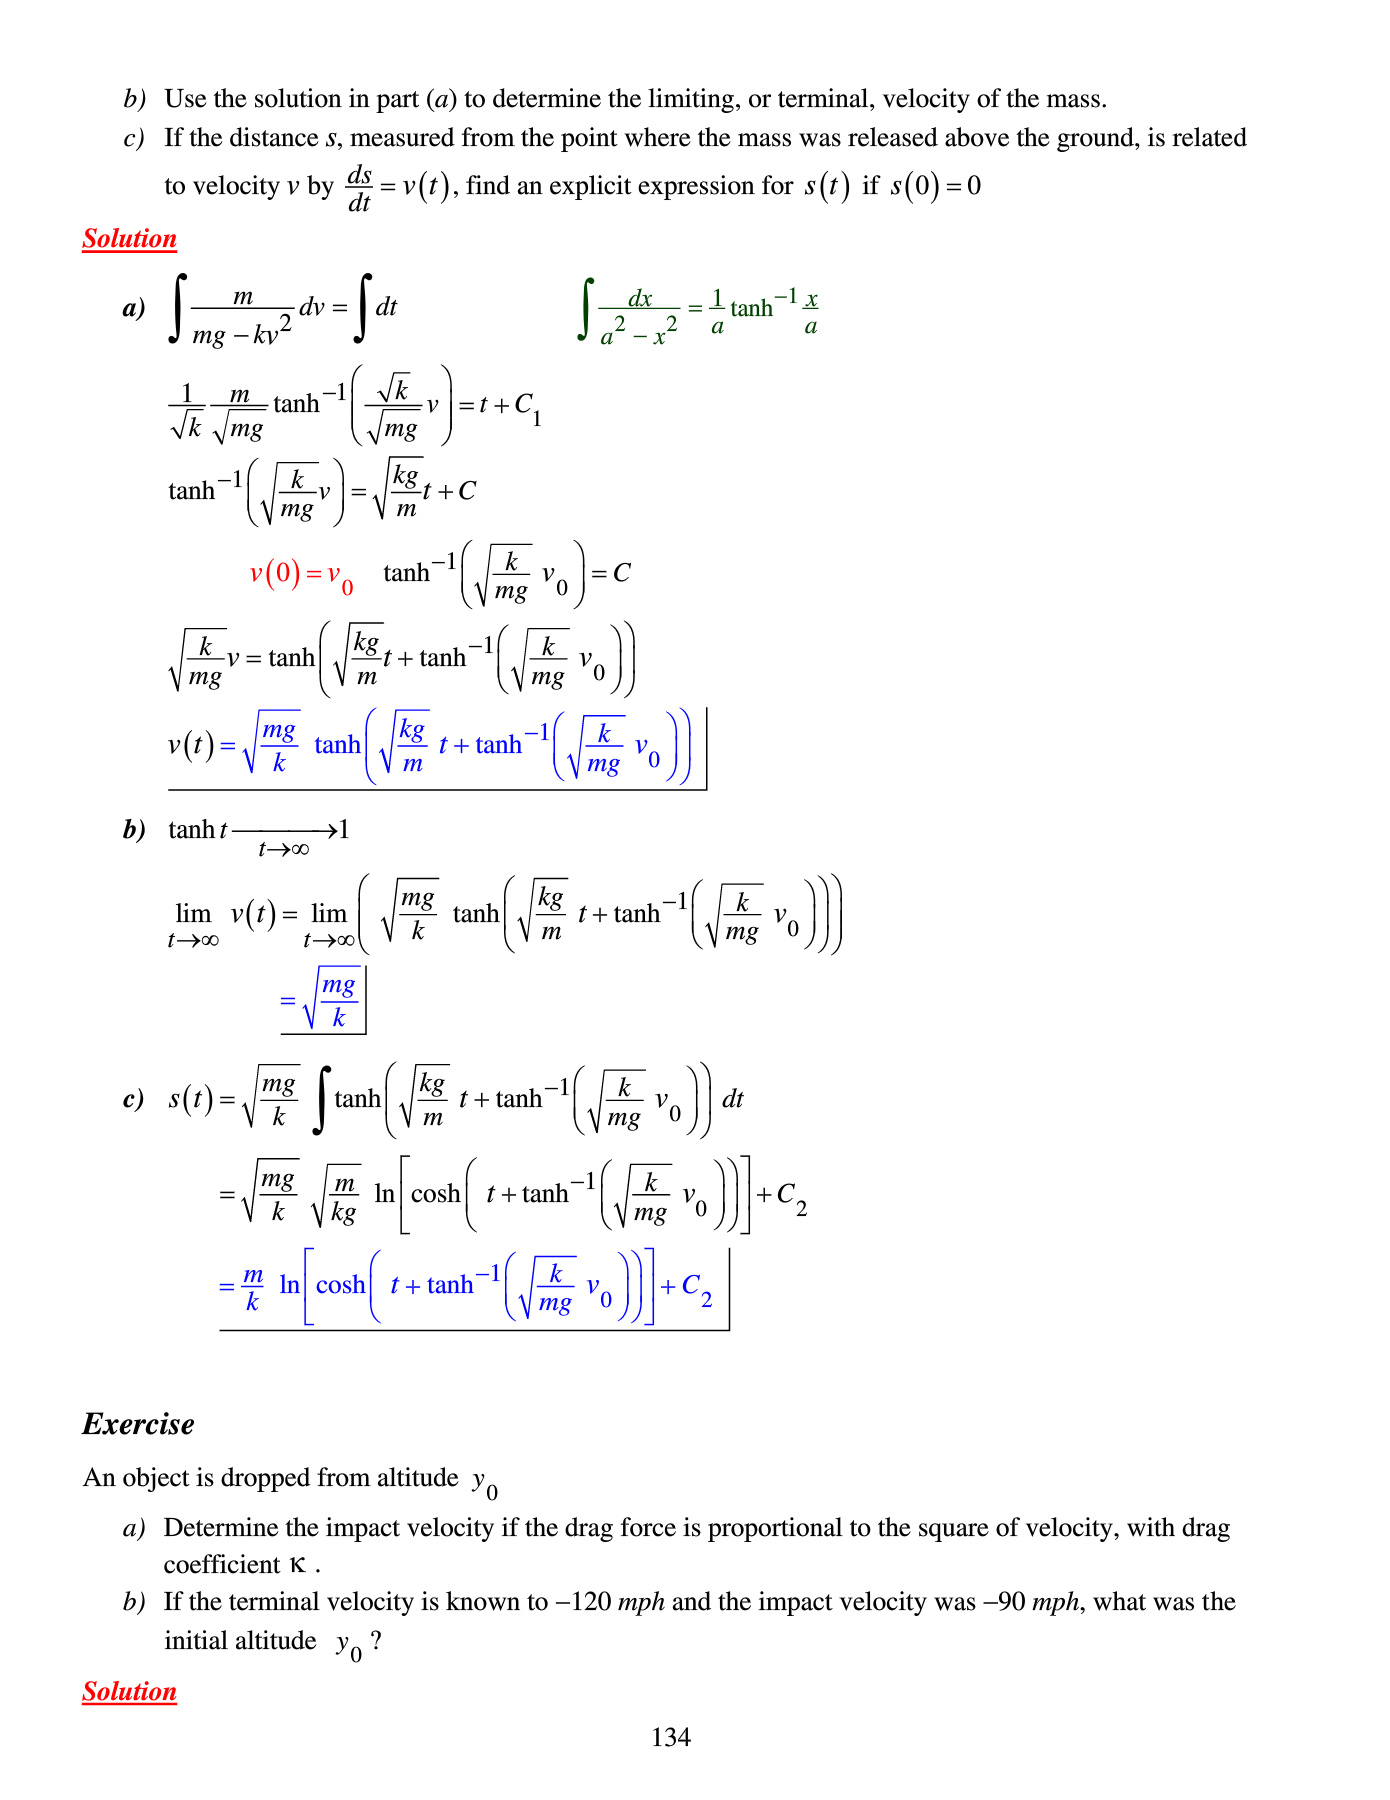 b) Use the solution in part (a) to determine the limiting, or terminal, velocity of the mass.
c) If the distance s, measured from the point where the mass was released above the ground, is related
to velocity v by \frac{ds}{dt} = v(t), find an explicit expression for s(t) if s(0) = 0
Solution
a) \int \frac{m}{mg - kv^2} dv = \int dt    \int \frac{dx}{a^2 - x^2} = \frac{1}{a} \tanh^{-1} \frac{x}{a}
\frac{1}{\sqrt{k}} \frac{m}{\sqrt{mg}} \tanh^{-1}\left(\frac{\sqrt{k}}{\sqrt{mg}} v\right) = t + C_1
\tanh^{-1}\left(\sqrt{\frac{k}{mg}} v\right) = \sqrt{\frac{kg}{m}} t + C
v(0) = v_0   \tanh^{-1}\left(\sqrt{\frac{k}{mg}} v_0\right) = C
\sqrt{\frac{k}{mg}} v = \tanh\left(\sqrt{\frac{kg}{m}} t + \tanh^{-1}\left(\sqrt{\frac{k}{mg}} v_0\right)\right)
v(t) = \sqrt{\frac{mg}{k}} \tanh\left(\sqrt{\frac{kg}{m}} t + \tanh^{-1}\left(\sqrt{\frac{k}{mg}} v_0\right)\right)
b) \tanh t \xrightarrow[t \to \infty]{} 1
\lim_{t \to \infty} v(t) = \lim_{t \to \infty}\left(\sqrt{\frac{mg}{k}} \tanh\left(\sqrt{\frac{kg}{m}} t + \tanh^{-1}\left(\sqrt{\frac{k}{mg}} v_0\right)\right)\right)
= \sqrt{\frac{mg}{k}}
c) s(t) = \sqrt{\frac{mg}{k}} \int \tanh\left(\sqrt{\frac{kg}{m}} t + \tanh^{-1}\left(\sqrt{\frac{k}{mg}} v_0\right)\right) dt
= \sqrt{\frac{mg}{k}} \sqrt{\frac{m}{kg}} \ln\left[\cosh\left(t + \tanh^{-1}\left(\sqrt{\frac{k}{mg}} v_0\right)\right)\right] + C_2
= \frac{m}{k} \ln\left[\cosh\left(t + \tanh^{-1}\left(\sqrt{\frac{k}{mg}} v_0\right)\right)\right] + C_2
Exercise
An object is dropped from altitude y_0
a) Determine the impact velocity if the drag force is proportional to the square of velocity, with drag
coefficient κ .
b) If the terminal velocity is known to −120 mph and the impact velocity was −90 mph, what was the
initial altitude y_0 ?
Solution
134